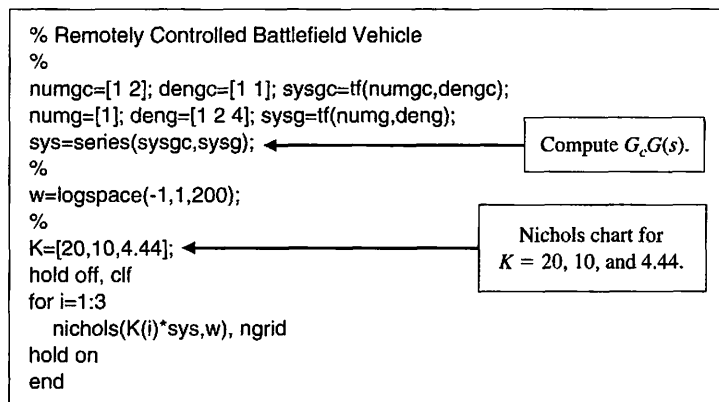 % Remotely Controlled Battlefield Vehicle
%
numgc=[1 2]; dengc=[1 1]; sysgc=tf(numgc,dengc);
numg=[1]; deng=[1 2 4]; sysg=tf(numg,deng);
sys=series(sysgc,sysg);
Compute GcG(s).
%
w=logspace(-1,1,200);
%
K=[20,10,4.44];
Nichols chart for
K = 20, 10, and 4.44.
hold off, clf
for i=1:3
nichols(K(i)*sys,w), ngrid
hold on
end